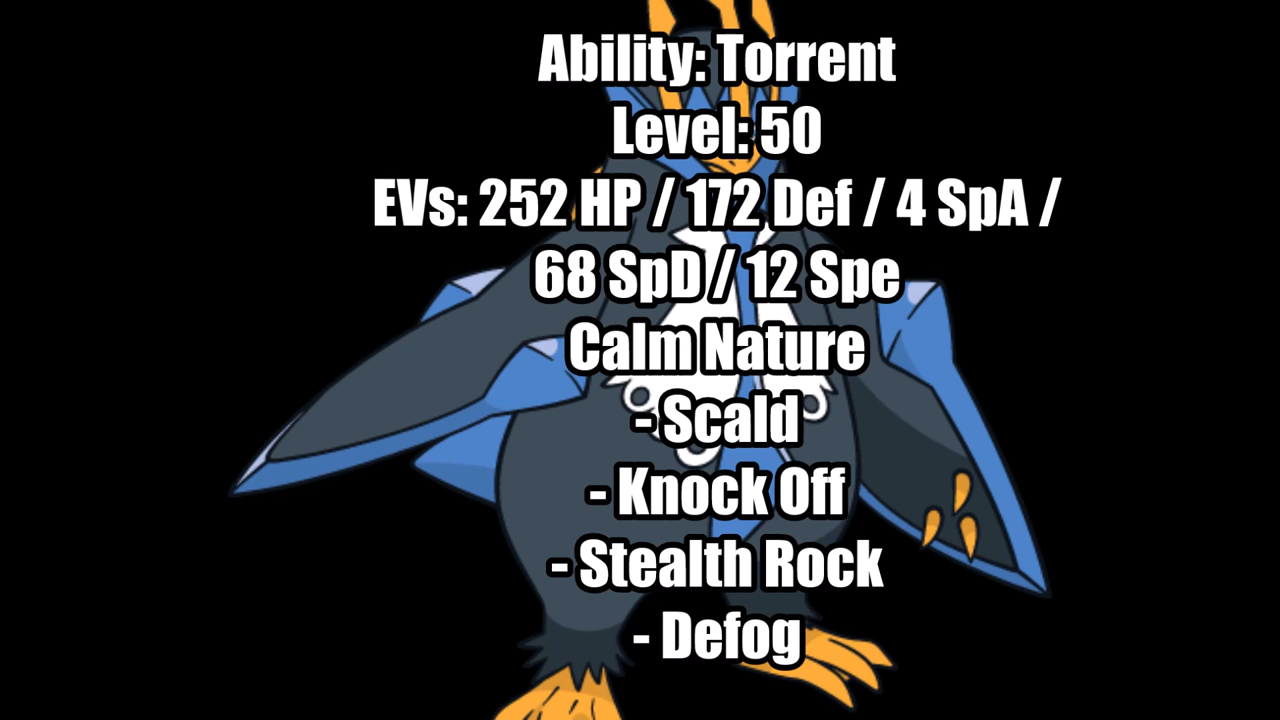 Ability: Torrent
Level: 50
EVs: 252 HP / 172 Def / 4 SpA /
68 SpD / 12 Spe
Calm Nature
- Scald
- Knock Off
- Stealth Rock
- Defog